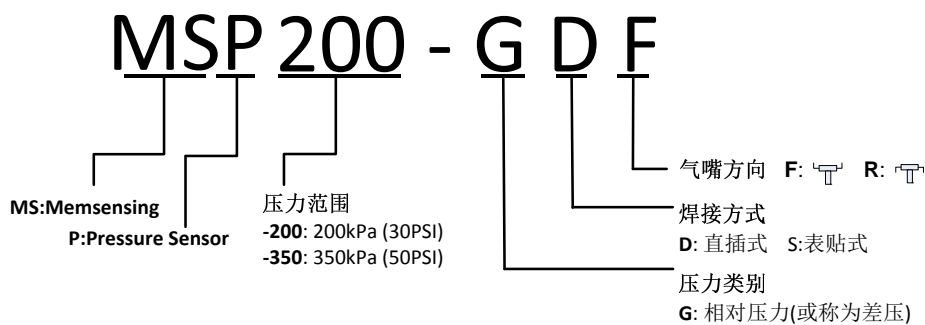 MSP200-GDF
MS:Memsensing
P:Pressure Sensor
压力范围
-200: 200kPa (30PSI)
-350: 350kPa (50PSI)
气嘴方向 F: R:
焊接方式
D: 直插式 S:表贴式
压力类别
G: 相对压力(或称为差压)